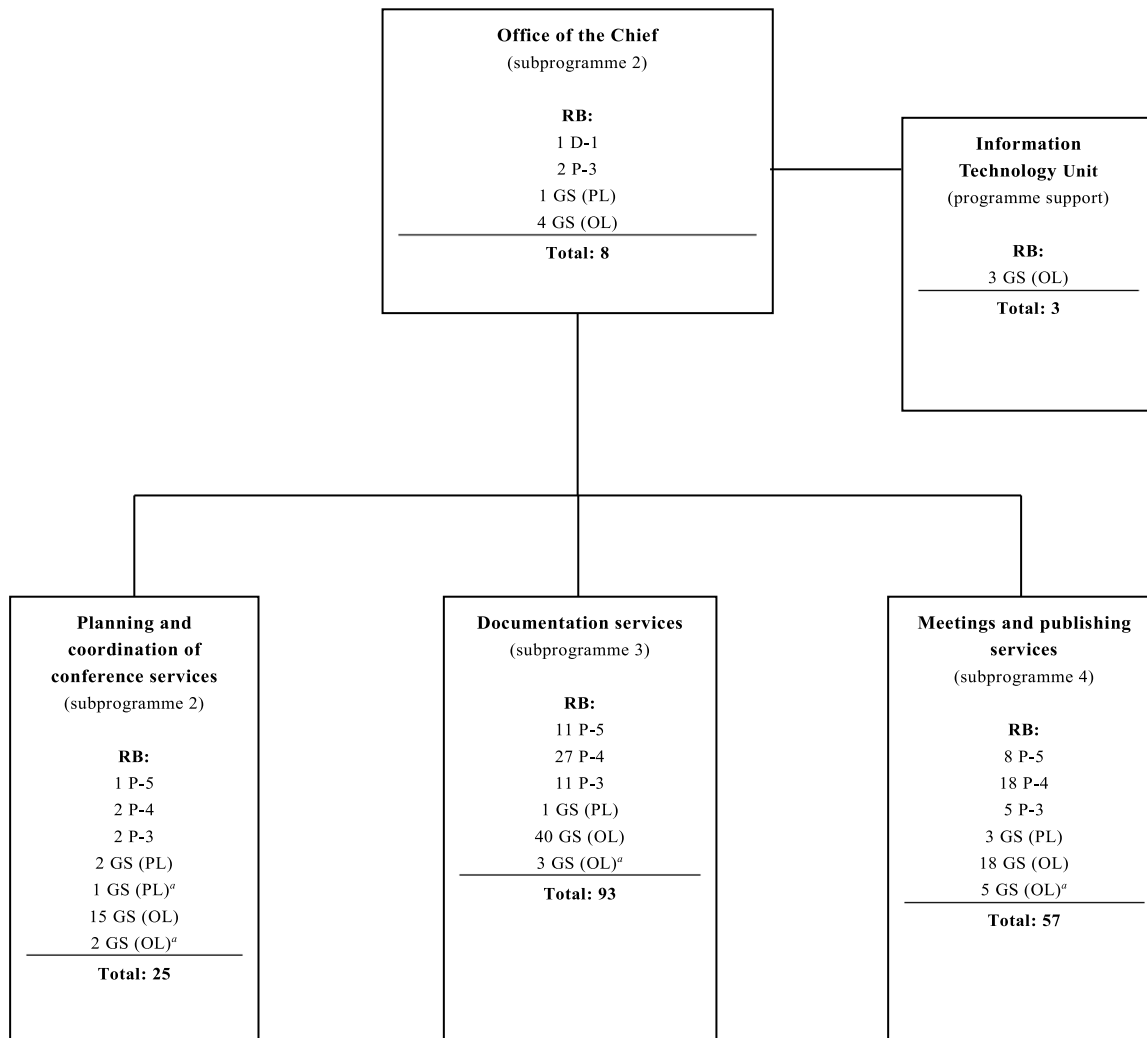 Office of the Chief
(subprogramme 2)
RB:
1 D-1
2 P-3
1 GS (PL)
4 GS (OL)
Total: 8
Information
Technology Unit
(programme support)
RB:
3 GS (OL)
Total: 3
Planning and
coordination of
conference services
(subprogramme 2)
RB:
1 P-5
2 P-4
2 P-3
2 GS (PL)
1 GS (PL)ᵃ
15 GS (OL)
2 GS (OL)ᵃ
Total: 25
Documentation services
(subprogramme 3)
RB:
11 P-5
27 P-4
11 P-3
1 GS (PL)
40 GS (OL)
3 GS (OL)ᵃ
Total: 93
Meetings and publishing
services
(subprogramme 4)
RB:
8 P-5
18 P-4
5 P-3
3 GS (PL)
18 GS (OL)
5 GS (OL)ᵃ
Total: 57